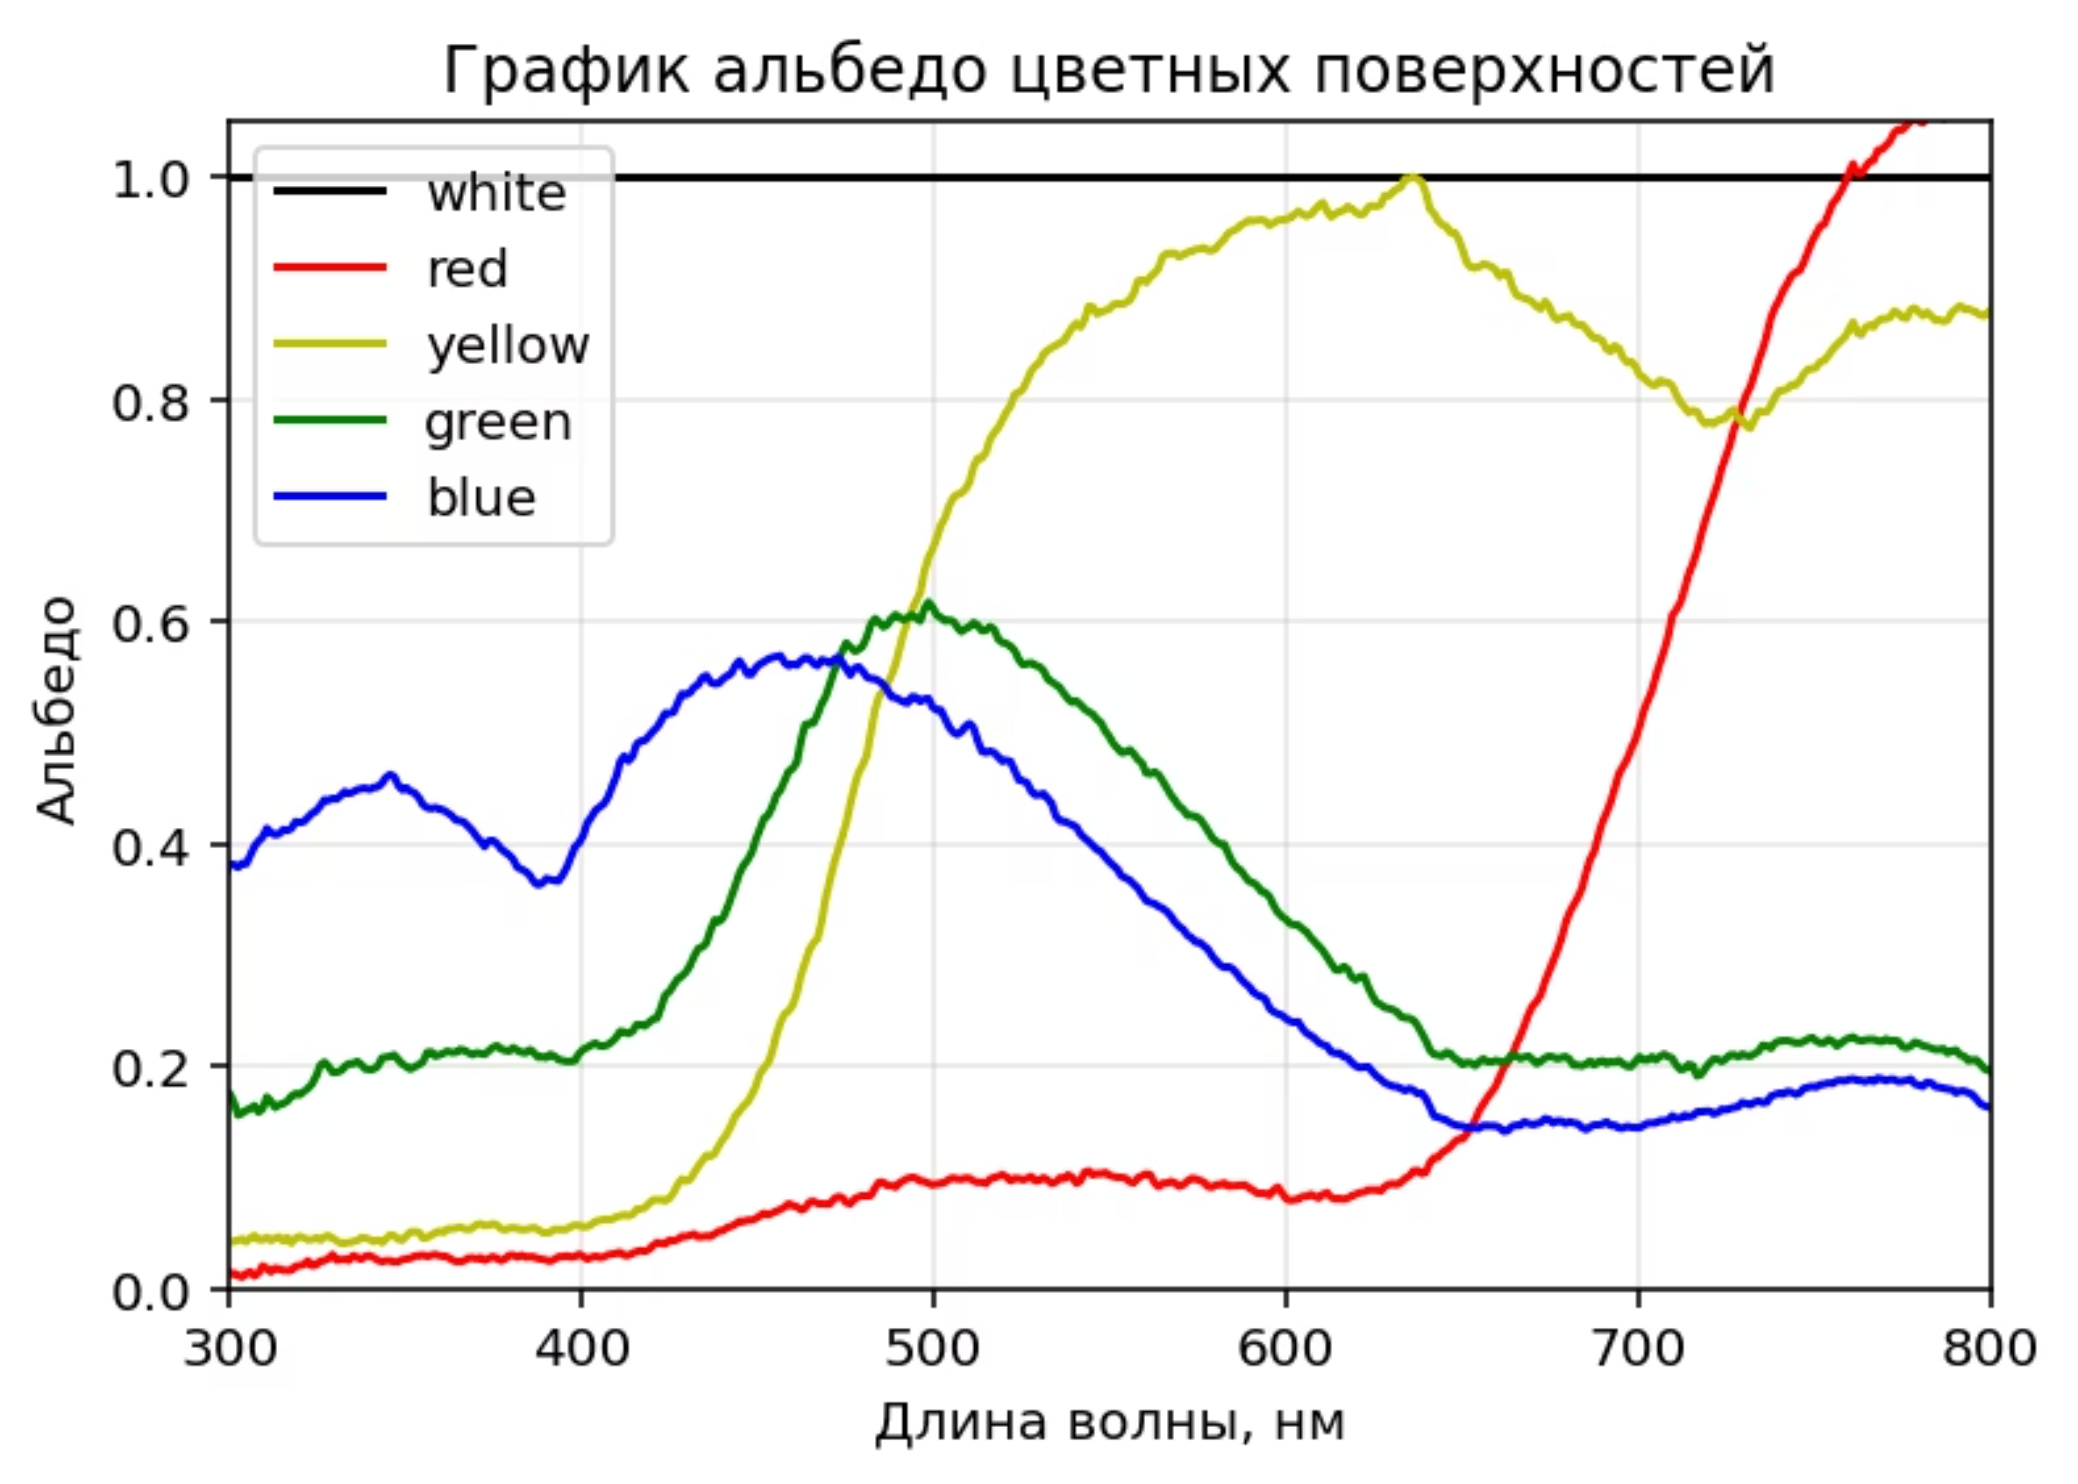 График альбедо цветных поверхностей
1.0
0.8
0.6
0.4
0.2
0.0
Альбедо
white
red
yellow
green
blue
300 400 500 600 700 800
Длина волны, нм